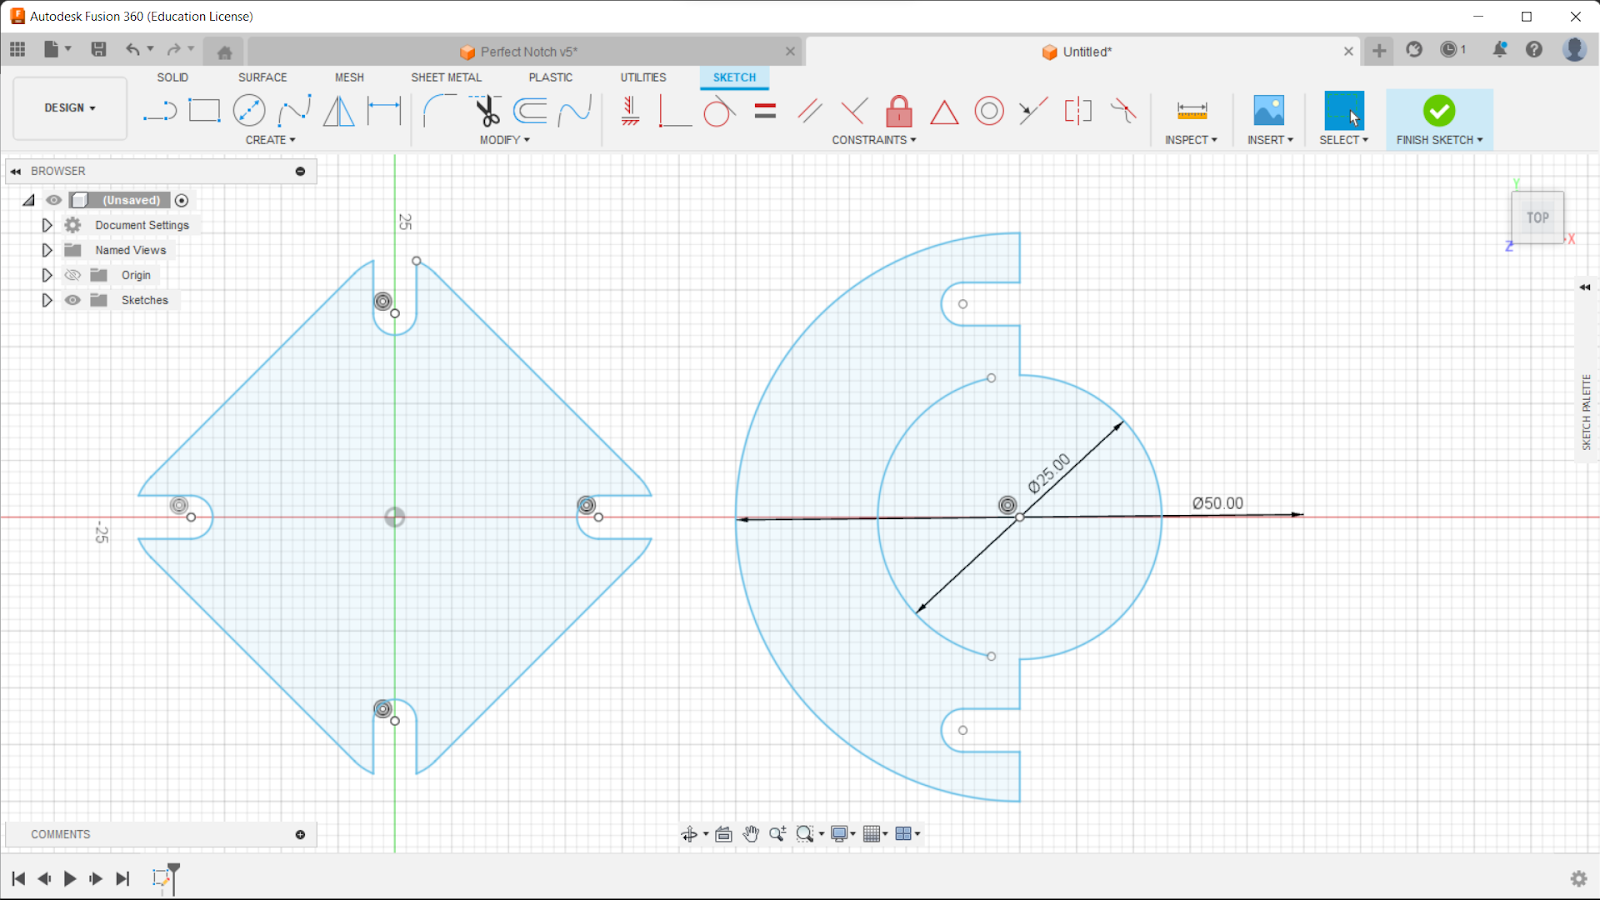 Autodesk Fusion 360 (Education License)
Perfect Notch v5*
Untitled*
1
DESIGN
SOLID
SURFACE
MESH
SHEET METAL
PLASTIC
UTILITIES
SKETCH
CREATE
MODIFY
CONSTRAINTS
INSPECT
INSERT
SELECT
FINISH SKETCH
BROWSER
(Unsaved)
Document Settings
Named Views
Origin
Sketches
25
-25
Ø25.00
Ø50.00
Y
TOP
X
Z
SKETCH PALETTE
COMMENTS